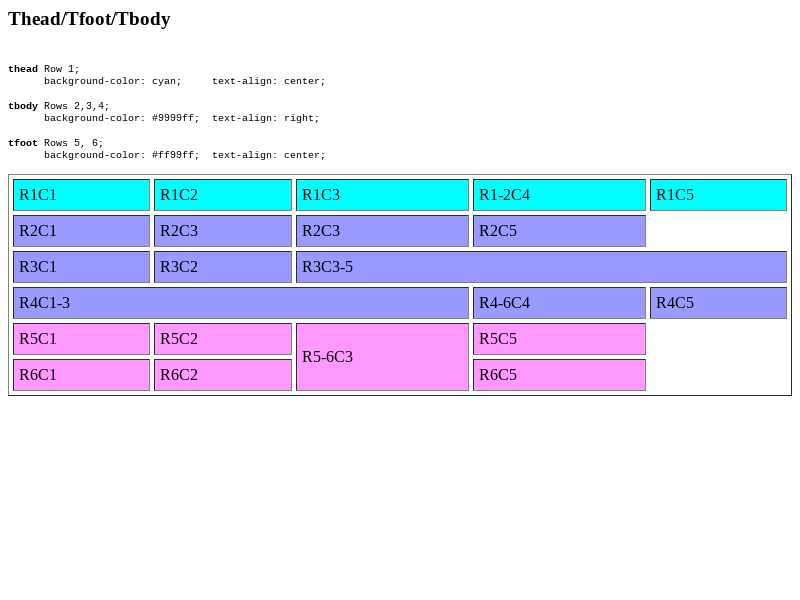 Thead/Tfoot/Tbody
thead Row 1;
background-color: cyan; text-align: center;
tbody Rows 2,3,4;
background-color: #9999ff; text-align: right;
tfoot Rows 5, 6;
background-color: #ff99ff; text-align: center;
R1C1 R1C2 R1C3 R1-2C4 R1C5
R2C1 R2C3 R2C3 R2C5
R3C1 R3C2 R3C3-5
R4C1-3 R4-6C4 R4C5
R5C1 R5C2 R5-6C3 R5C5
R6C1 R6C2 R6C5